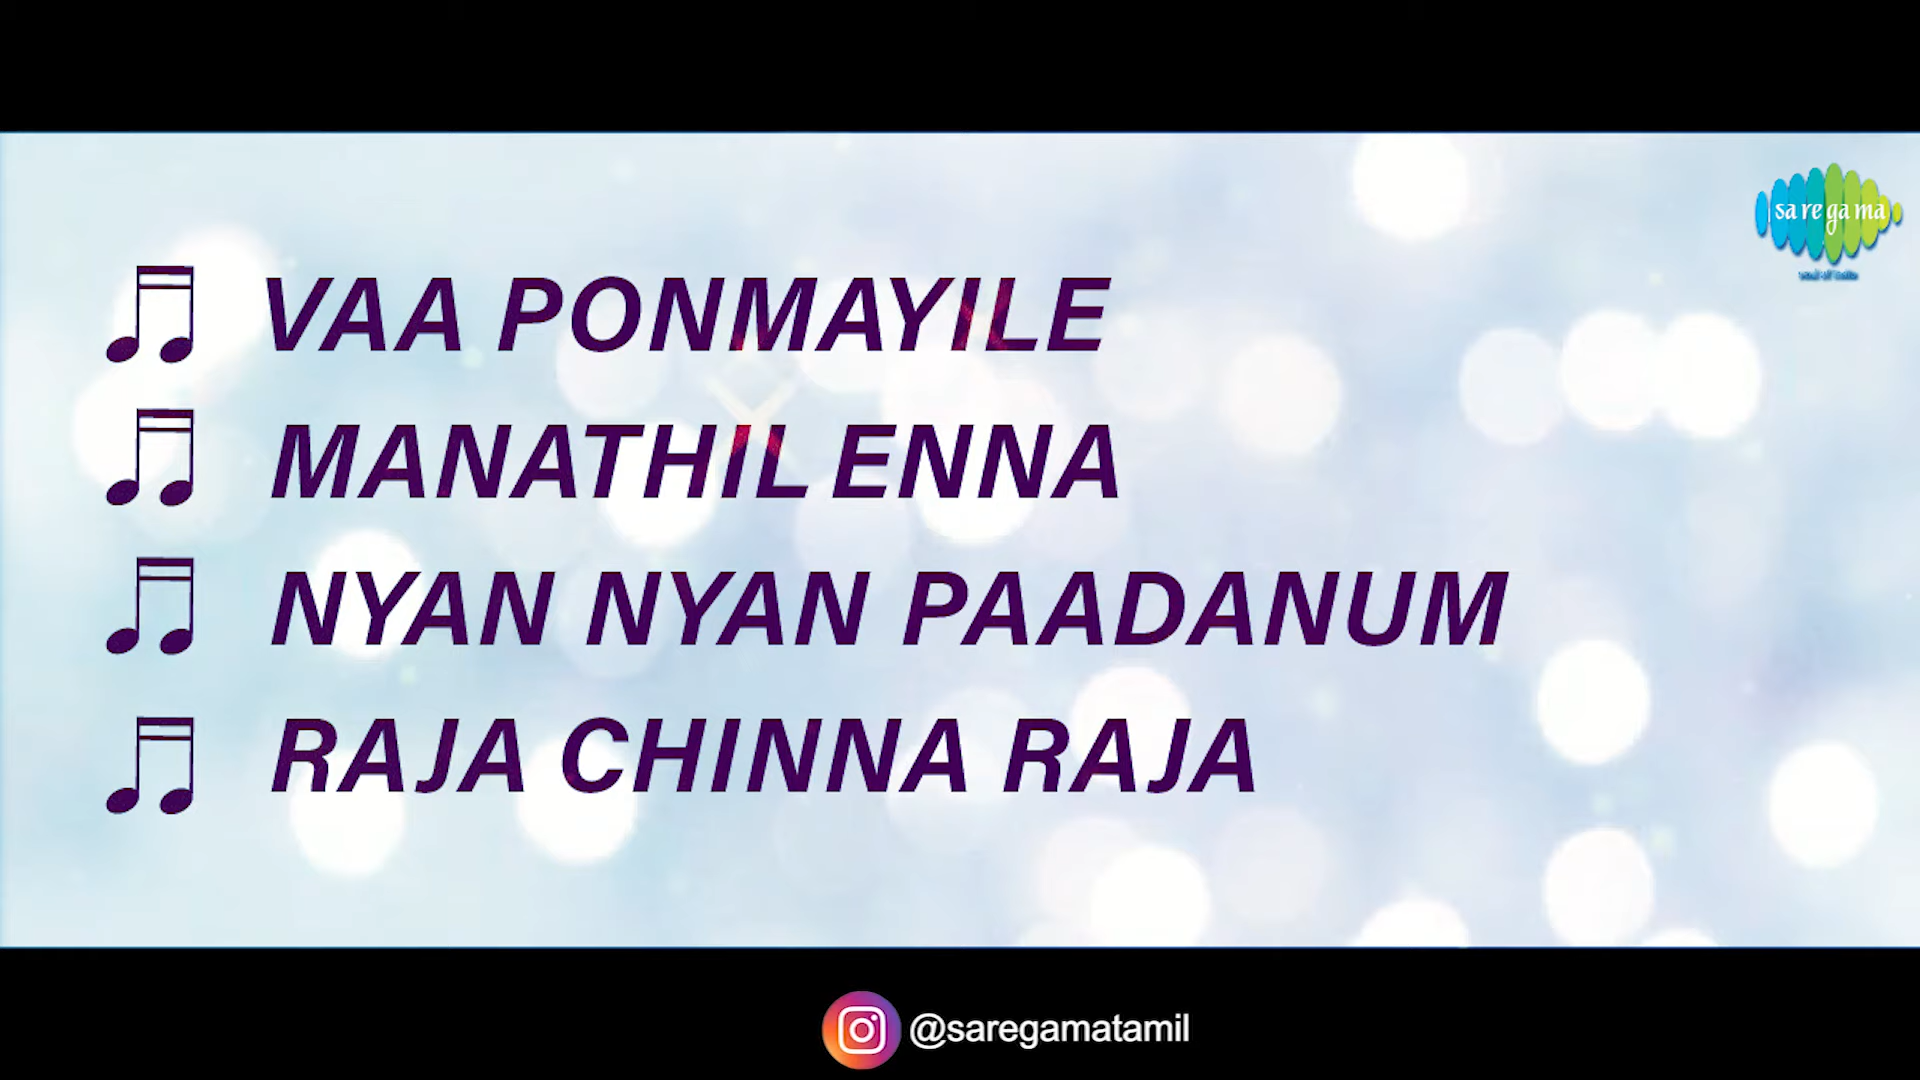 sa re ga ma
VAA PONMAYILE
MANATHIL ENNA
NYAN NYAN PAADANUM
RAJA CHINNA RAJA
@saregamatamil